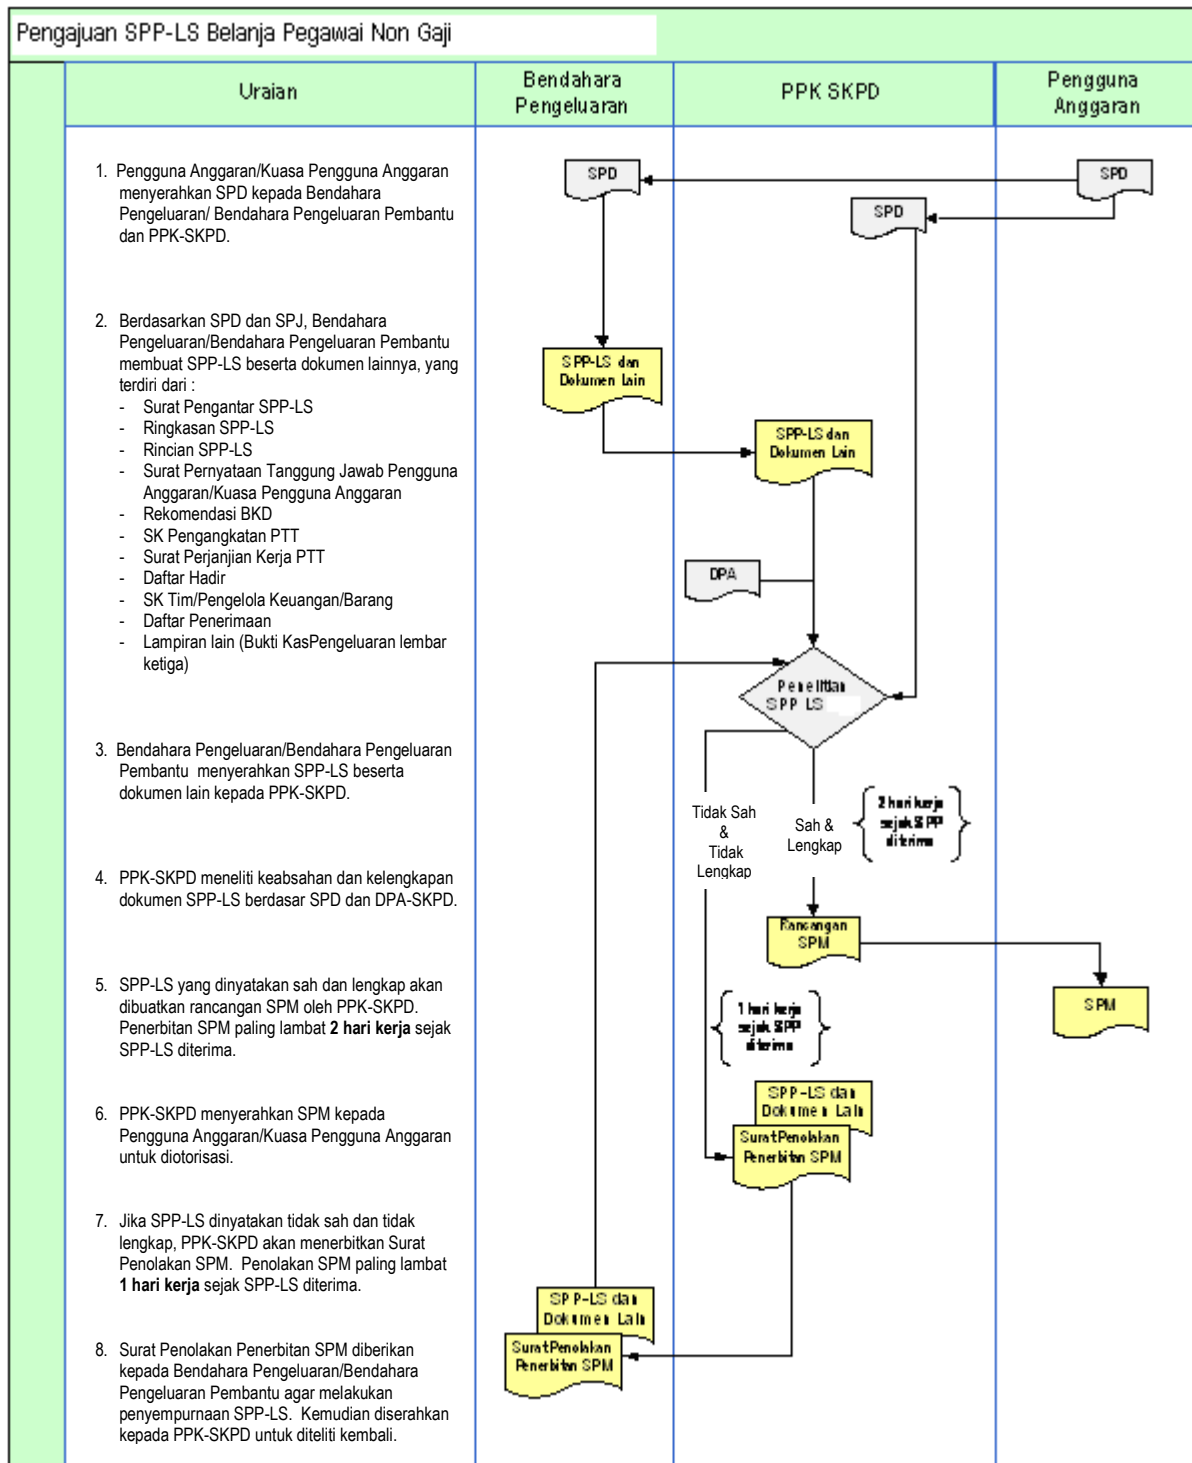 Pengajuan SPP-LS Belanja Pegawai Non Gaji
Uraian
Bendahara
Pengeluaran
PPK SKPD
Pengguna
Anggaran
1. Pengguna Anggaran/Kuasa Pengguna Anggaran
menyerahkan SPD kepada Bendahara
Pengeluaran/ Bendahara Pengeluaran Pembantu
dan PPK-SKPD.
2. Berdasarkan SPD dan SPJ, Bendahara
Pengeluaran/Bendahara Pengeluaran Pembantu
membuat SPP-LS beserta dokumen lainnya, yang
terdiri dari :
- Surat Pengantar SPP-LS
- Ringkasan SPP-LS
- Rincian SPP-LS
- Surat Pernyataan Tanggung Jawab Pengguna
Anggaran/Kuasa Pengguna Anggaran
- Rekomendasi BKD
- SK Pengangkatan PTT
- Surat Perjanjian Kerja PTT
- Daftar Hadir
- SK Tim/Pengelola Keuangan/Barang
- Daftar Penerimaan
- Lampiran lain (Bukti KasPengeluaran lembar
ketiga)
3. Bendahara Pengeluaran/Bendahara Pengeluaran
Pembantu menyerahkan SPP-LS beserta
dokumen lain kepada PPK-SKPD.
4. PPK-SKPD meneliti keabsahan dan kelengkapan
dokumen SPP-LS berdasar SPD dan DPA-SKPD.
5. SPP-LS yang dinyatakan sah dan lengkap akan
dibuatkan rancangan SPM oleh PPK-SKPD.
Penerbitan SPM paling lambat 2 hari kerja sejak
SPP-LS diterima.
6. PPK-SKPD menyerahkan SPM kepada
Pengguna Anggaran/Kuasa Pengguna Anggaran
untuk diotorisasi.
7. Jika SPP-LS dinyatakan tidak sah dan tidak
lengkap, PPK-SKPD akan menerbitkan Surat
Penolakan SPM. Penolakan SPM paling lambat
1 hari kerja sejak SPP-LS diterima.
8. Surat Penolakan Penerbitan SPM diberikan
kepada Bendahara Pengeluaran/Bendahara
Pengeluaran Pembantu agar melakukan
penyempurnaan SPP-LS. Kemudian diserahkan
kepada PPK-SKPD untuk diteliti kembali.
SPD
SPD
SPD
SPP-LS dan
Dokumen Lain
SPP-LS dan
Dokumen Lain
DPA
Penelitian
SPP LS
Tidak Sah
&
Tidak
Lengkap
Sah &
Lengkap
2 hari kerja
sejak SPP
diterima
Rancangan
SPM
SPM
1 hari kerja
sejak SPP
diterima
SPP-LS dan
Dokumen Lain
Surat Penolakan
Penerbitan SPM
SPP-LS dan
Dokumen Lain
Surat Penolakan
Penerbitan SPM